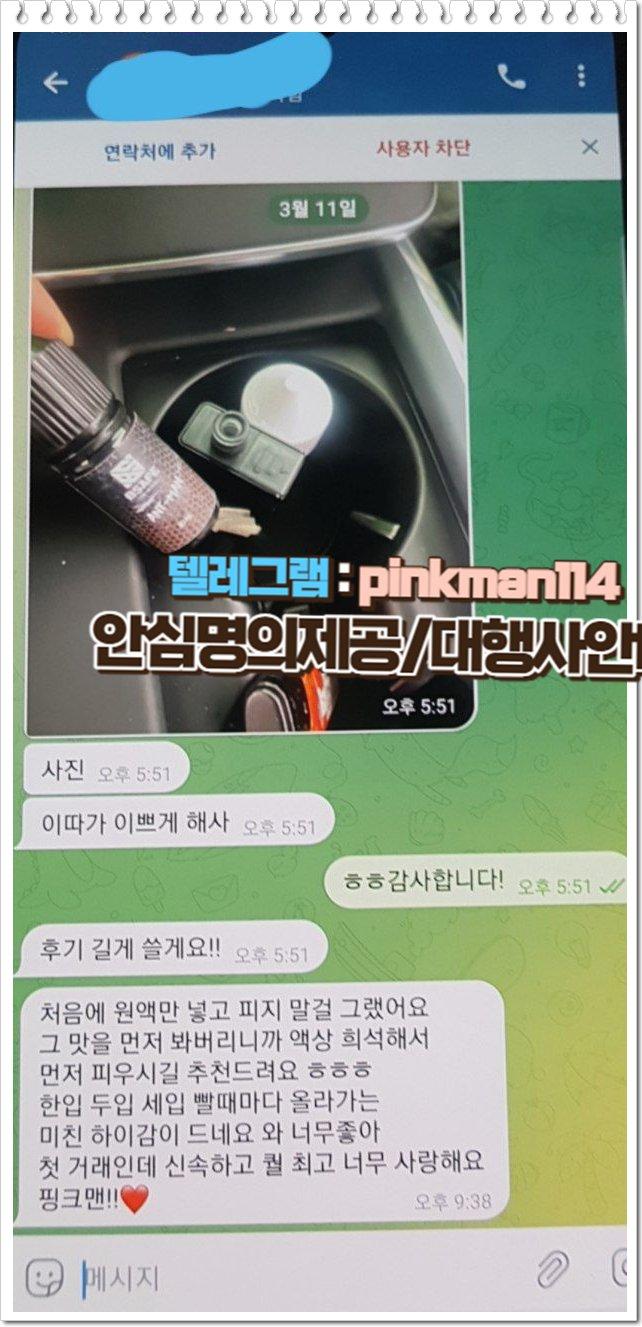 연락처에 추가
사용자 차단
3월 11일
텔레그램 : pinkman114
안심명의제공/대행사안
오후 5:51
사진 오후 5:51
이따가 이쁘게 해사 오후 5:51
ㅎㅎ감사합니다! 오후 5:51
후기 길게 쓸게요!! 오후 5:51
처음에 원액만 넣고 피지 말걸 그랬어요
그 맛을 먼저 봐버리니까 액상 희석해서
먼저 피우시길 추천드려요 ㅎㅎㅎ
한입 두입 세입 빨때마다 올라가는
미친 하이감이 드네요 와 너무좋아
첫 거래인데 신속하고 퀄 최고 너무 사랑해요
핑크맨!!❤️ 오후 9:38
메시지